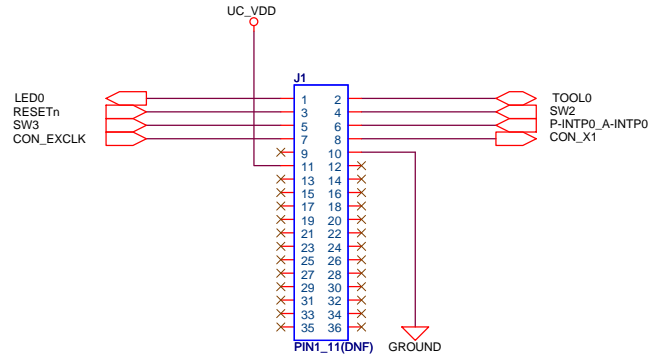 UC_VDD
J1
LED0 1 2 TOOL0
RESETn 3 4 SW2
SW3 5 6 P-INTP0_A-INTP0
CON_EXCLK 7 8 CON_X1
9 10
11 12
13 14
15 16
17 18
19 20
21 22
23 24
25 26
27 28
29 30
31 32
33 34
35 36
PIN1_11(DNF) GROUND